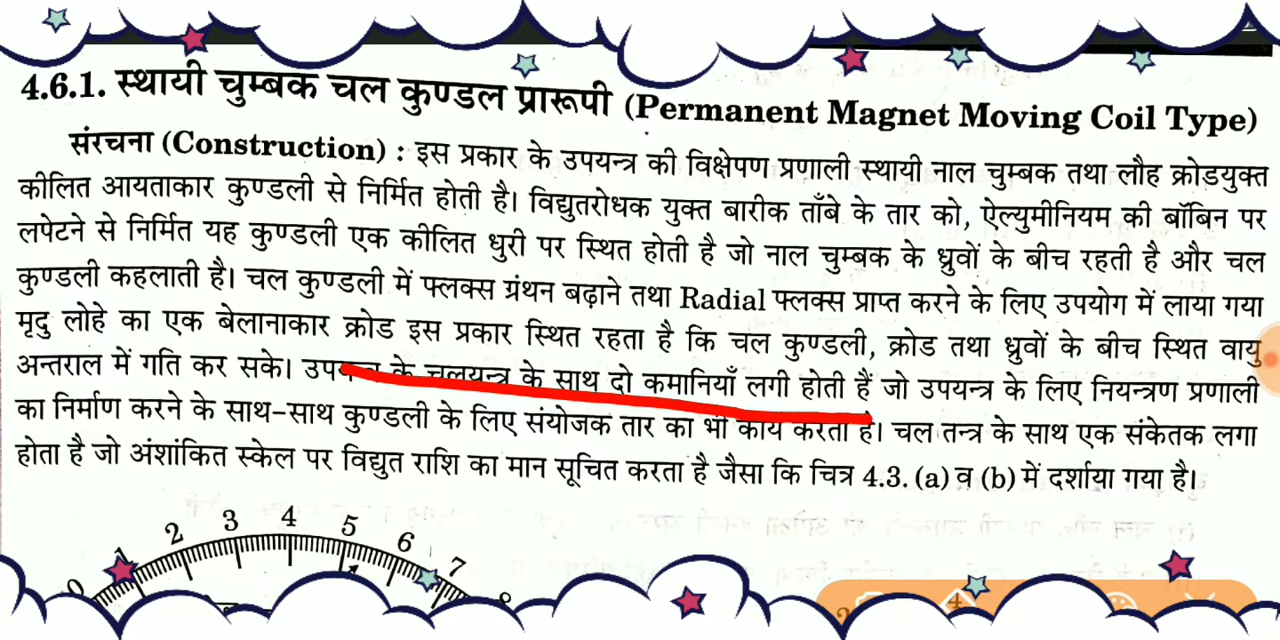 4.6.1. स्थायी चुम्बक चल कुण्डल प्रारूपी (Permanent Magnet Moving Coil Type)
संरचना (Construction) : इस प्रकार के उपयन्त्र की विक्षेपण प्रणाली स्थायी नाल चुम्बक तथा लौह क्रोडयुक्त
कीलित आयताकार कुण्डली से निर्मित होती है। विद्युतरोधक युक्त बारीक ताँबे के तार को, ऐल्युमीनियम की बॉबिन पर
लपेटने से निर्मित यह कुण्डली एक कीलित धुरी पर स्थित होती है जो नाल चुम्बक के ध्रुवों के बीच रहती है और चल
कुण्डली कहलाती है। चल कुण्डली में फ्लक्स ग्रंथन बढ़ाने तथा Radial फ्लक्स प्राप्त करने के लिए उपयोग में लाया गया
मृदु लोहे का एक बेलानाकार क्रोड इस प्रकार स्थित रहता है कि चल कुण्डली, क्रोड तथा ध्रुवों के बीच स्थित वायु
अन्तराल में गति कर सके। उपयन्त्र के चलयन्त्र के साथ दो कमानियाँ लगी होती हैं जो उपयन्त्र के लिए नियन्त्रण प्रणाली
का निर्माण करने के साथ-साथ कुण्डली के लिए संयोजक तार का भी कार्य करता है। चल तन्त्र के साथ एक संकेतक लगा
होता है जो अंशांकित स्केल पर विद्युत राशि का मान सूचित करता है जैसा कि चित्र 4.3. (a) व (b) में दर्शाया गया है।
0 1 2 3 4 5 6 7 8